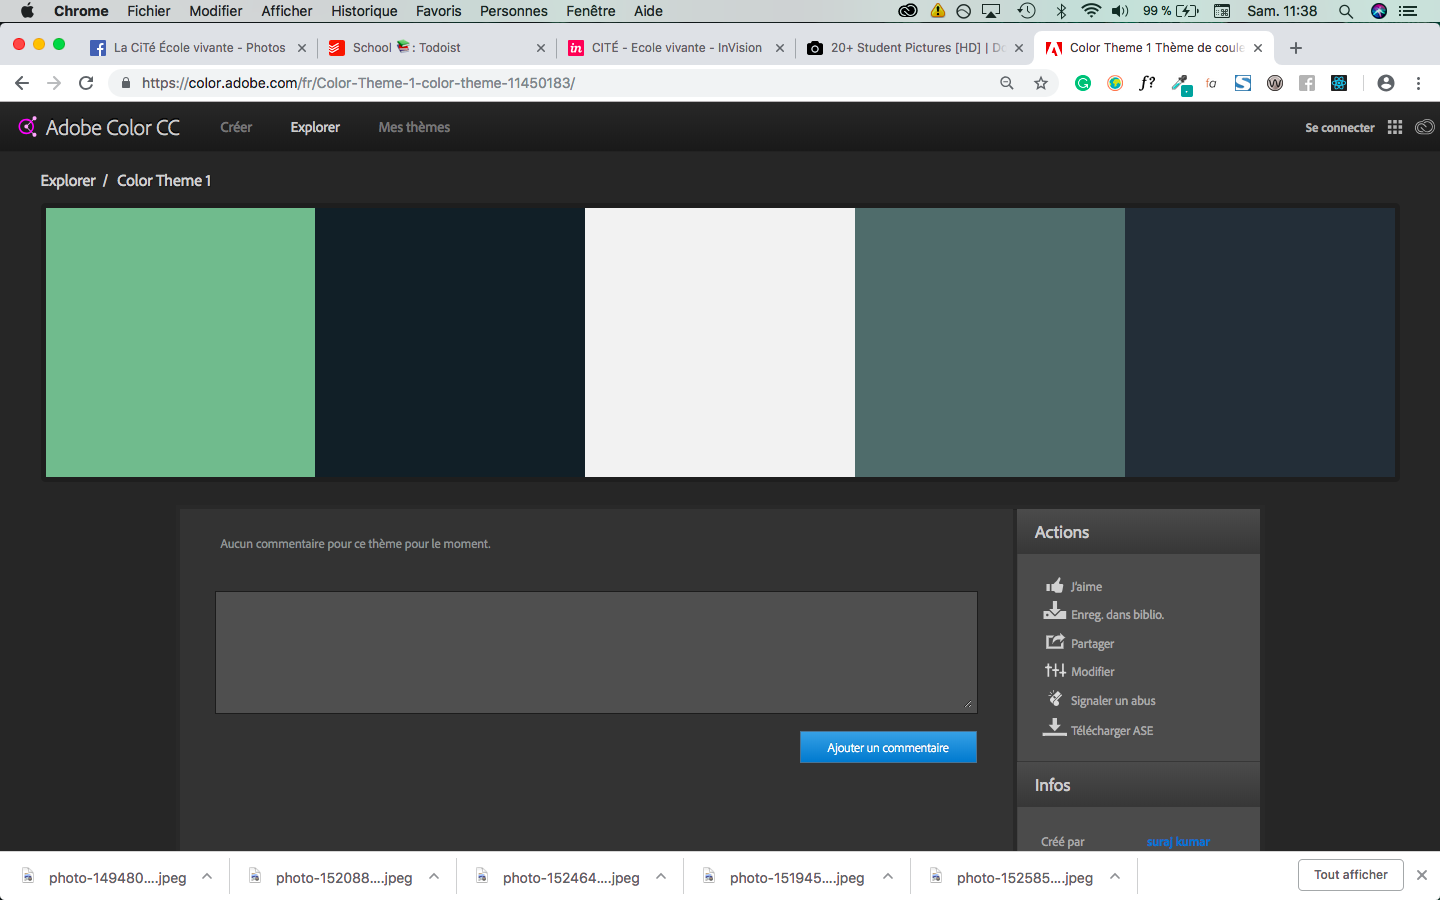 Chrome Fichier Modifier Afficher Historique Favoris Personnes Fenêtre Aide 99 % Sam. 11:38
La CiTé École vivante - Photos School : Todoist CITÉ - Ecole vivante - InVision 20+ Student Pictures [HD] | Do Color Theme 1 Thème de coule
https://color.adobe.com/fr/Color-Theme-1-color-theme-11450183/
Adobe Color CC Créer Explorer Mes thèmes Se connecter
Explorer / Color Theme 1
Aucun commentaire pour ce thème pour le moment.
Ajouter un commentaire
Actions
J'aime
Enreg. dans biblio.
Partager
Modifier
Signaler un abus
Télécharger ASE
Infos
Créé par suraj kumar
photo-149480....jpeg photo-152088....jpeg photo-152464....jpeg photo-151945....jpeg photo-152585....jpeg Tout afficher